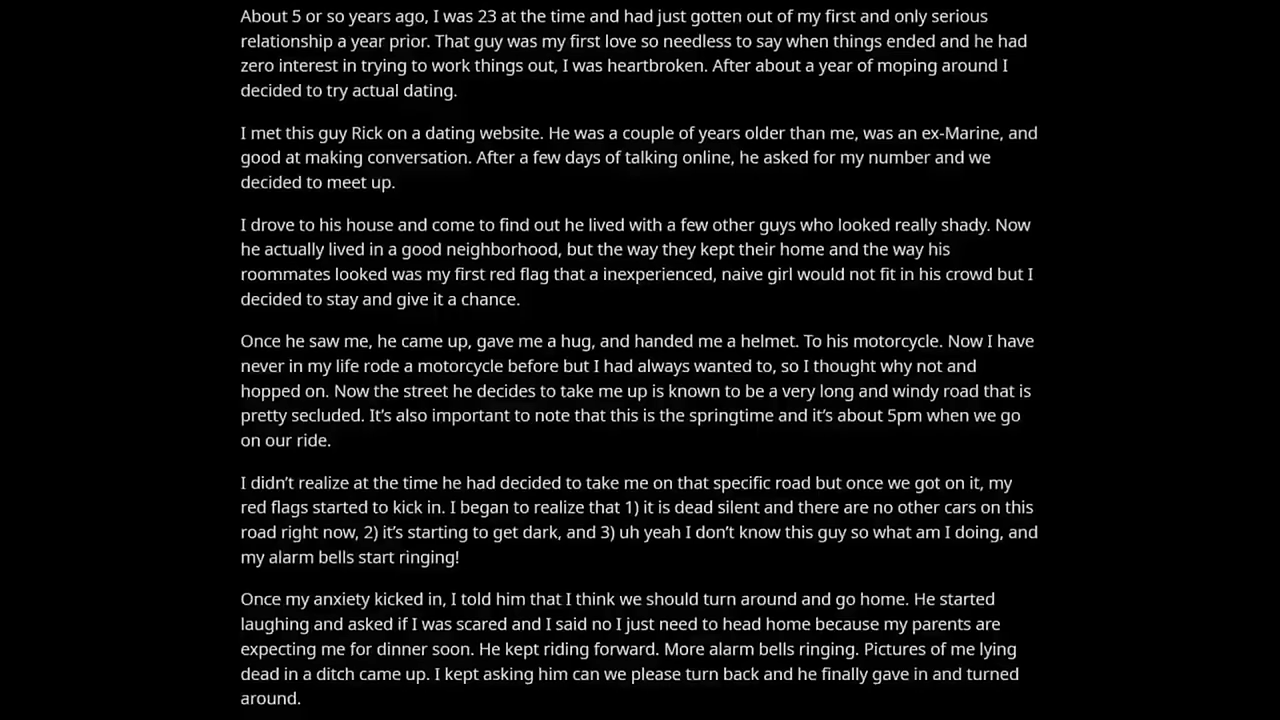 About 5 or so years ago, I was 23 at the time and had just gotten out of my first and only serious
relationship a year prior. That guy was my first love so needless to say when things ended and he had
zero interest in trying to work things out, I was heartbroken. After about a year of moping around I
decided to try actual dating.
I met this guy Rick on a dating website. He was a couple of years older than me, was an ex-Marine, and
good at making conversation. After a few days of talking online, he asked for my number and we
decided to meet up.
I drove to his house and come to find out he lived with a few other guys who looked really shady. Now
he actually lived in a good neighborhood, but the way they kept their home and the way his
roommates looked was my first red flag that a inexperienced, naive girl would not fit in his crowd but I
decided to stay and give it a chance.
Once he saw me, he came up, gave me a hug, and handed me a helmet. To his motorcycle. Now I have
never in my life rode a motorcycle before but I had always wanted to, so I thought why not and
hopped on. Now the street he decides to take me up is known to be a very long and windy road that is
pretty secluded. It’s also important to note that this is the springtime and it’s about 5pm when we go
on our ride.
I didn’t realize at the time he had decided to take me on that specific road but once we got on it, my
red flags started to kick in. I began to realize that 1) it is dead silent and there are no other cars on this
road right now, 2) it’s starting to get dark, and 3) uh yeah I don’t know this guy so what am I doing, and
my alarm bells start ringing!
Once my anxiety kicked in, I told him that I think we should turn around and go home. He started
laughing and asked if I was scared and I said no I just need to head home because my parents are
expecting me for dinner soon. He kept riding forward. More alarm bells ringing. Pictures of me lying
dead in a ditch came up. I kept asking him can we please turn back and he finally gave in and turned
around.